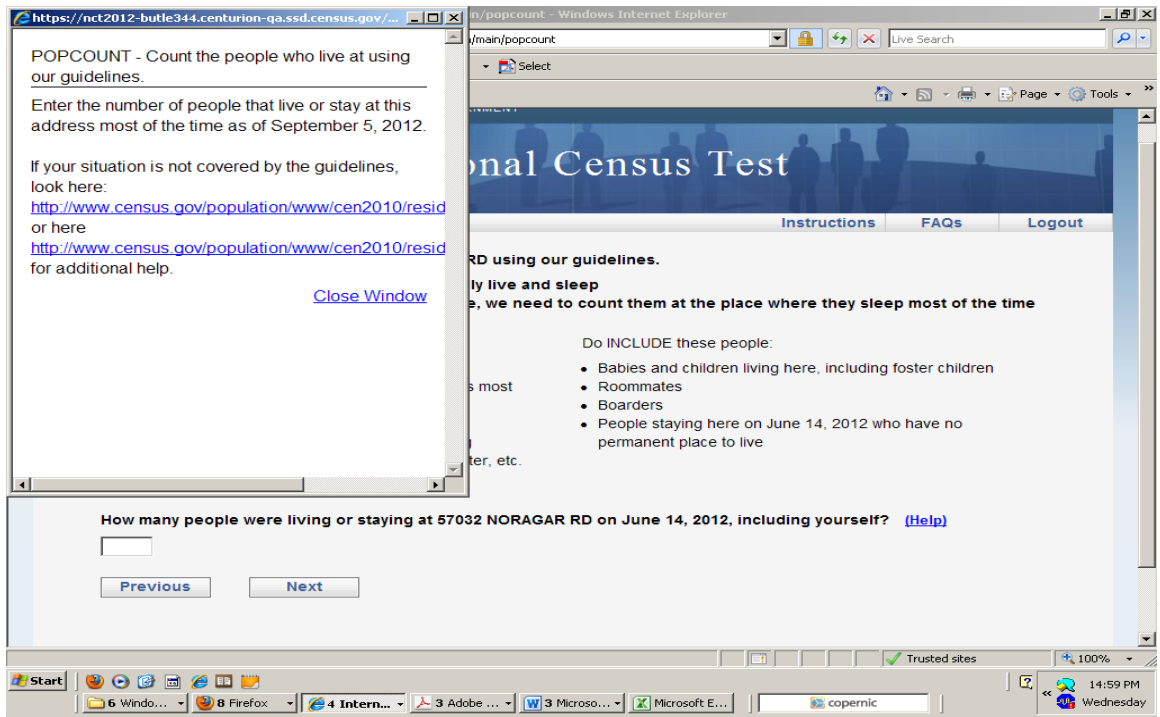 https://nct2012-butle344.centurion-qa.ssd.census.gov/...
n/popcount - Windows Internet Explorer
POPCOUNT - Count the people who live at using
our guidelines.
Enter the number of people that live or stay at this
address most of the time as of September 5, 2012.
If your situation is not covered by the guidelines,
look here:
http://www.census.gov/population/www/cen2010/resid
or here
http://www.census.gov/population/www/cen2010/resid
for additional help.
Close Window
/main/popcount
Live Search
Select
Page
Tools
onal Census Test
Instructions FAQs Logout
RD using our guidelines.
ly live and sleep
e, we need to count them at the place where they sleep most of the time
s most
ter, etc.
Do INCLUDE these people:
• Babies and children living here, including foster children
• Roommates
• Boarders
• People staying here on June 14, 2012 who have no
permanent place to live
How many people were living or staying at 57032 NORAGAR RD on June 14, 2012, including yourself? (Help)
Previous Next
Trusted sites 100%
Start
14:59 PM
6 Windo... 8 Firefox 4 Intern... 3 Adobe ... 3 Microso... Microsoft E... copernic Wednesday